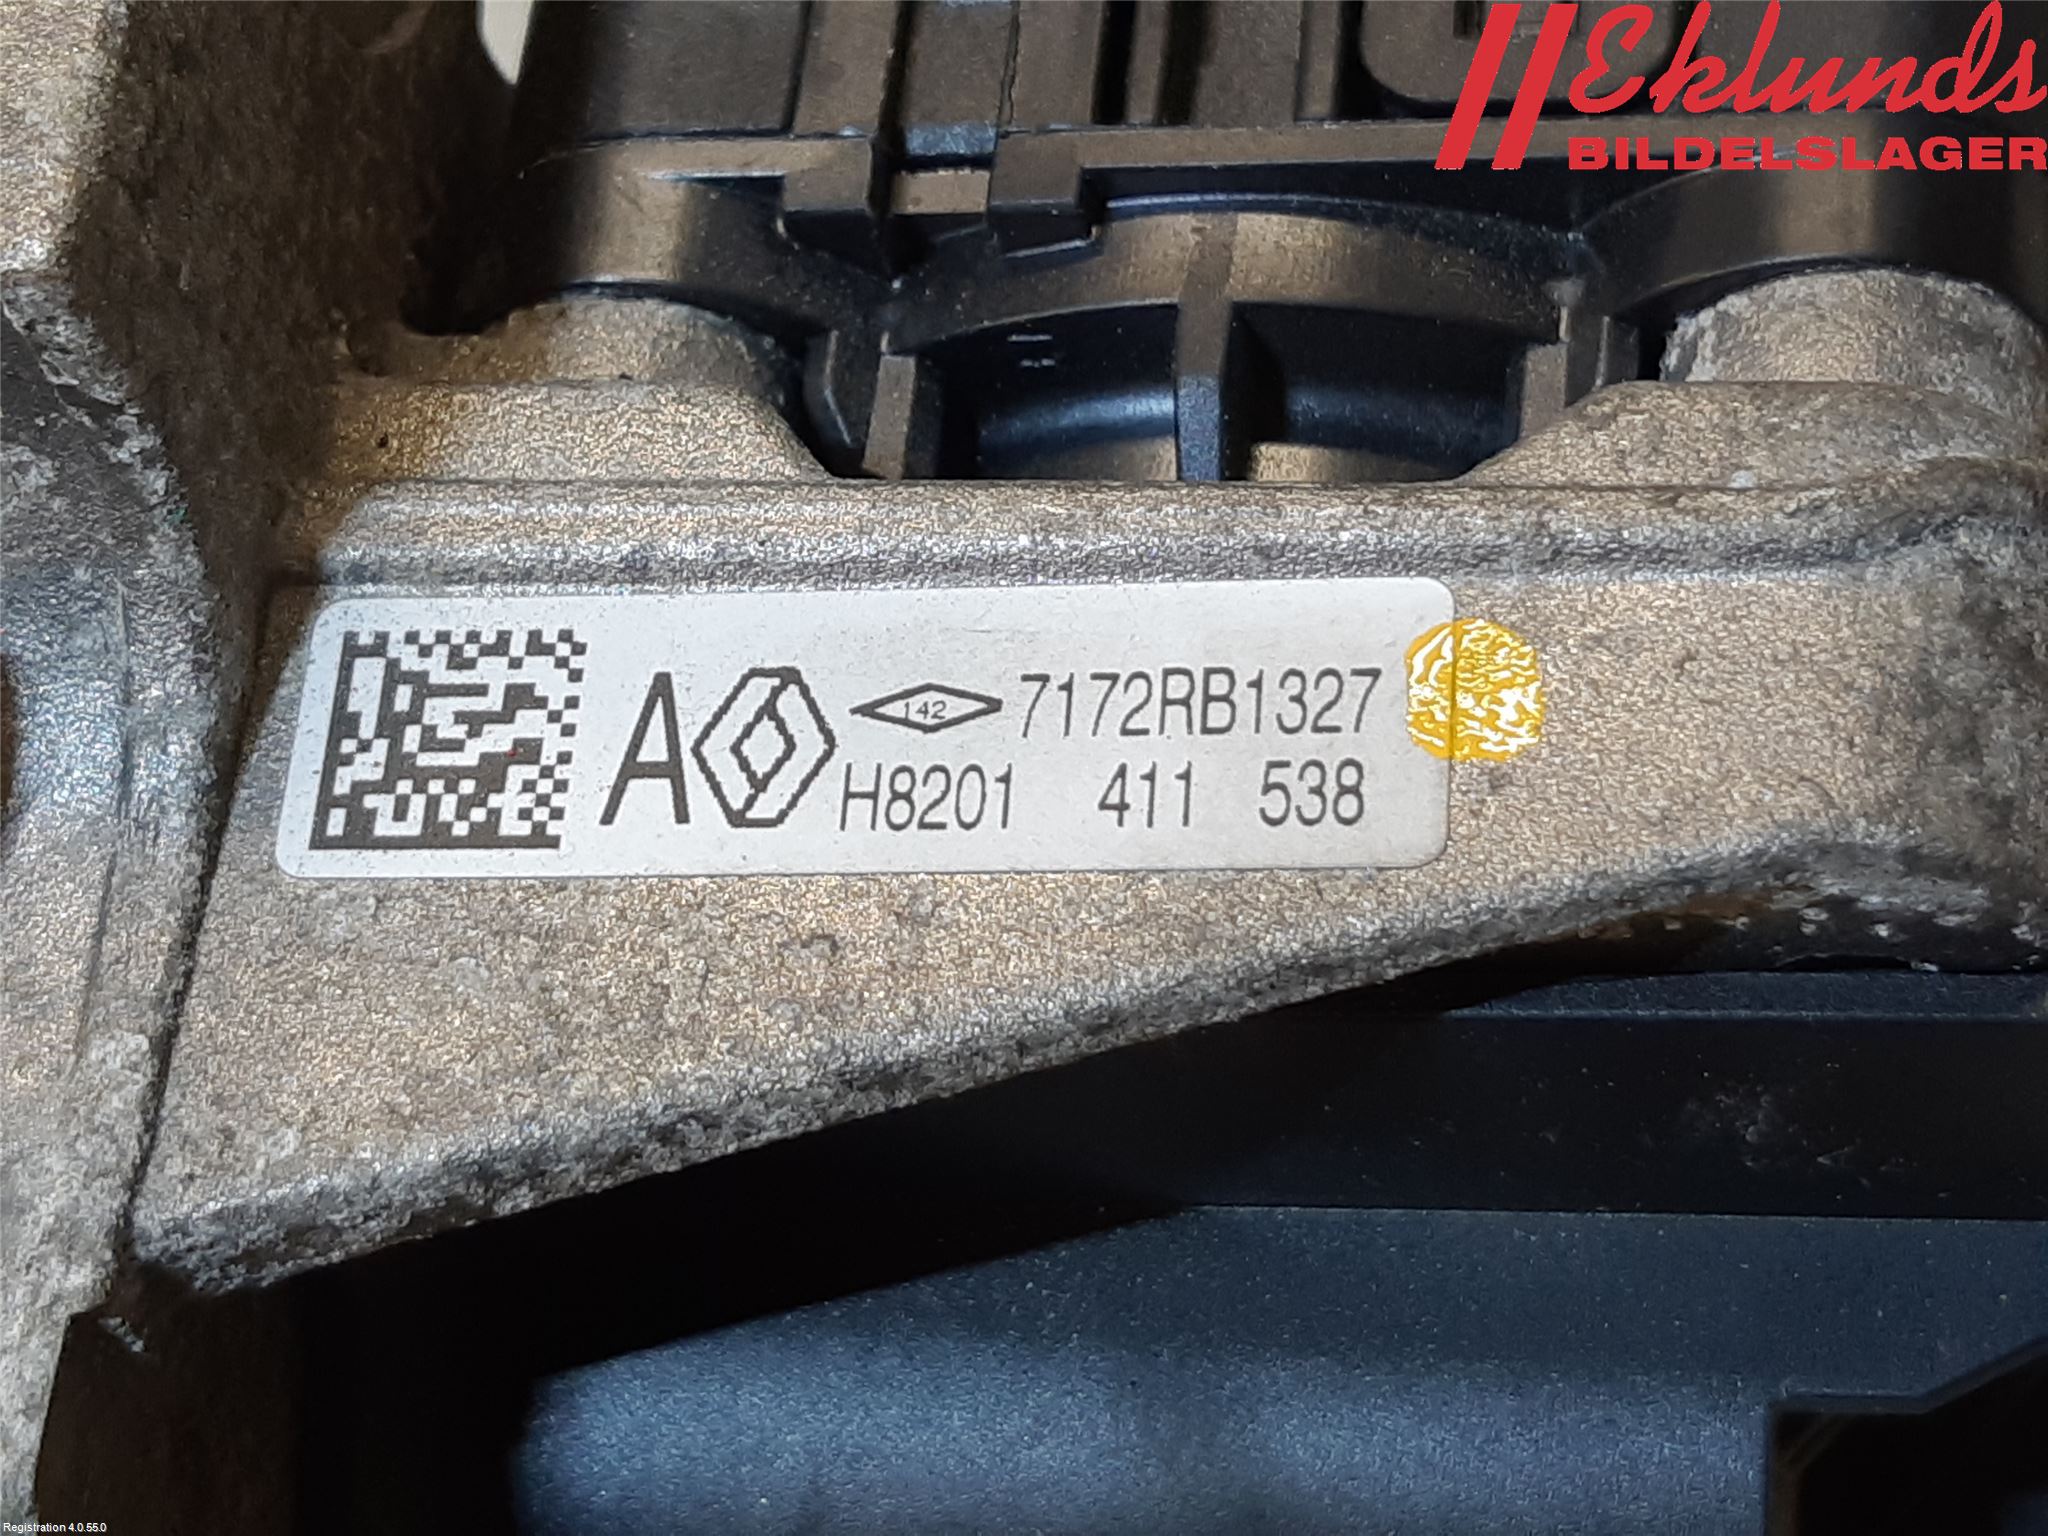 Eklunds
BILDELSLAGER
A 142 7172RB1327
H8201 411 538
Registration 4.0.55.0